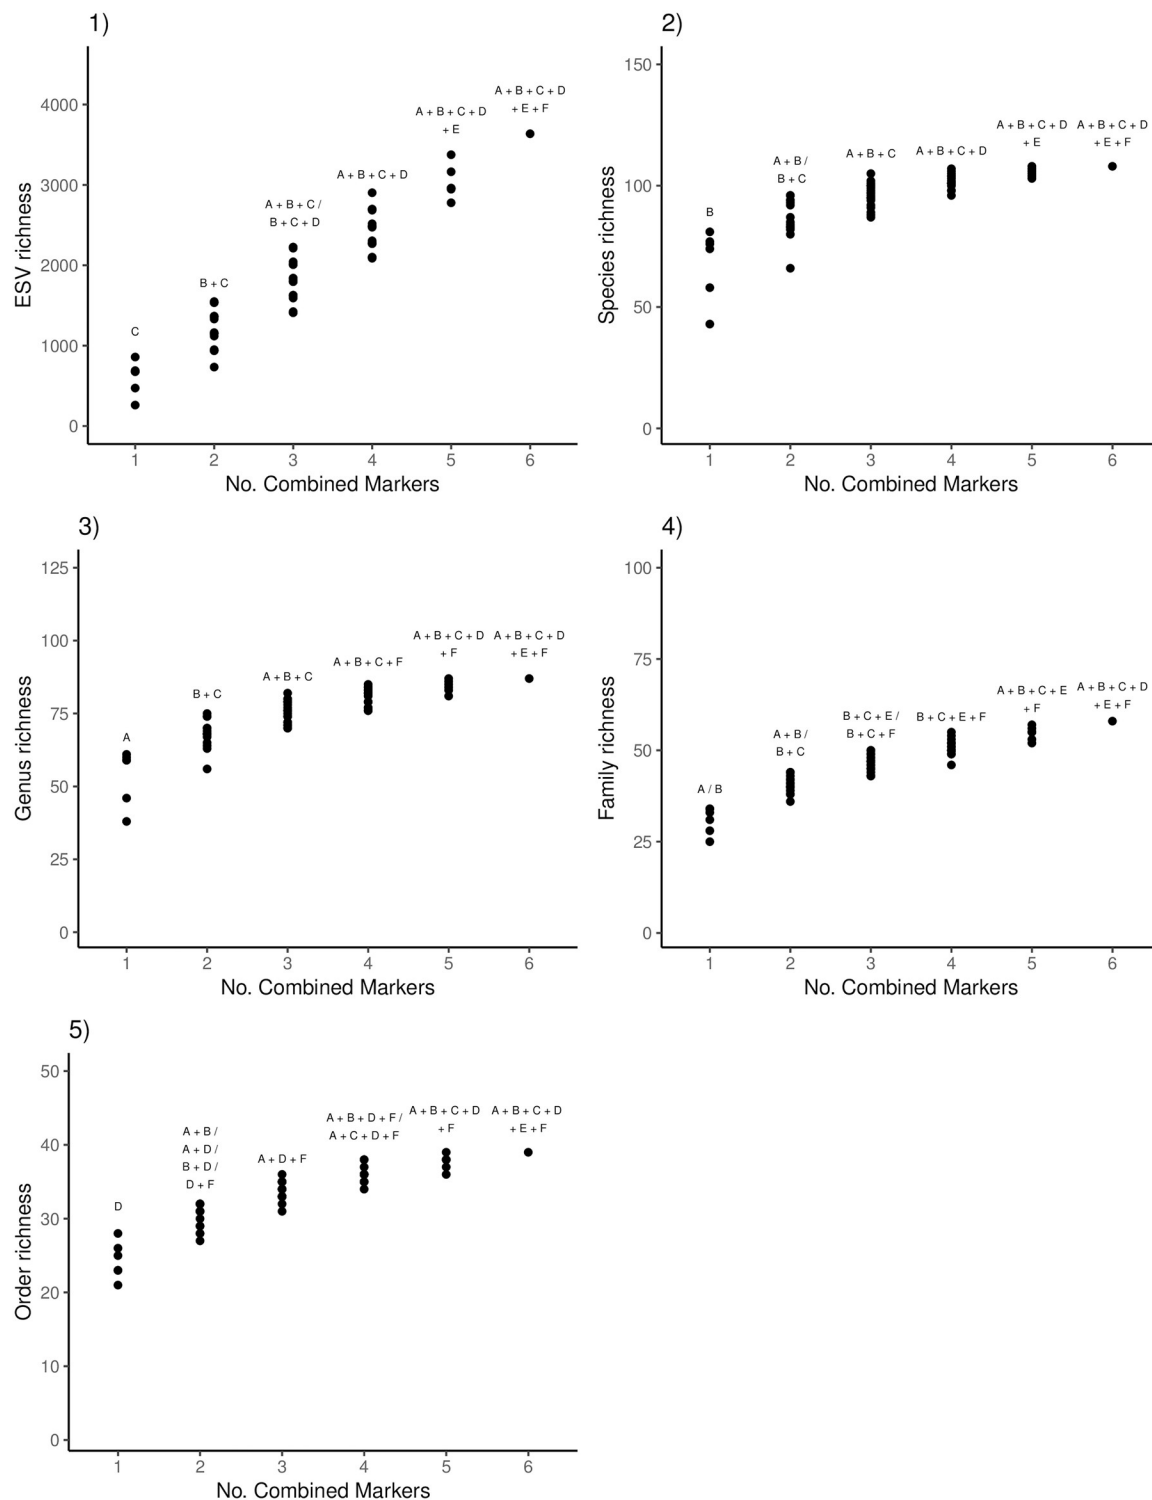 1)
ESV richness
4000
3000
2000
1000
0
C
B + C
A + B + C /
B + C + D
A + B + C + D
A + B + C + D
+ E
A + B + C + D
+ E + F
1 2 3 4 5 6
No. Combined Markers
2)
Species richness
150
100
50
0
B
A + B /
B + C
A + B + C
A + B + C + D
A + B + C + D
+ E
A + B + C + D
+ E + F
1 2 3 4 5 6
No. Combined Markers
3)
Genus richness
125
100
75
50
25
0
A
B + C
A + B + C
A + B + C + F
A + B + C + D
+ F
A + B + C + D
+ E + F
1 2 3 4 5 6
No. Combined Markers
4)
Family richness
100
75
50
25
0
A / B
A + B /
B + C
B + C + E /
B + C + F
B + C + E + F
A + B + C + E
+ F
A + B + C + D
+ E + F
1 2 3 4 5 6
No. Combined Markers
5)
Order richness
50
40
30
20
10
0
D
A + B /
A + D /
B + D /
D + F
A + D + F
A + B + D + F /
A + C + D + F
A + B + C + D
+ F
A + B + C + D
+ E + F
1 2 3 4 5 6
No. Combined Markers